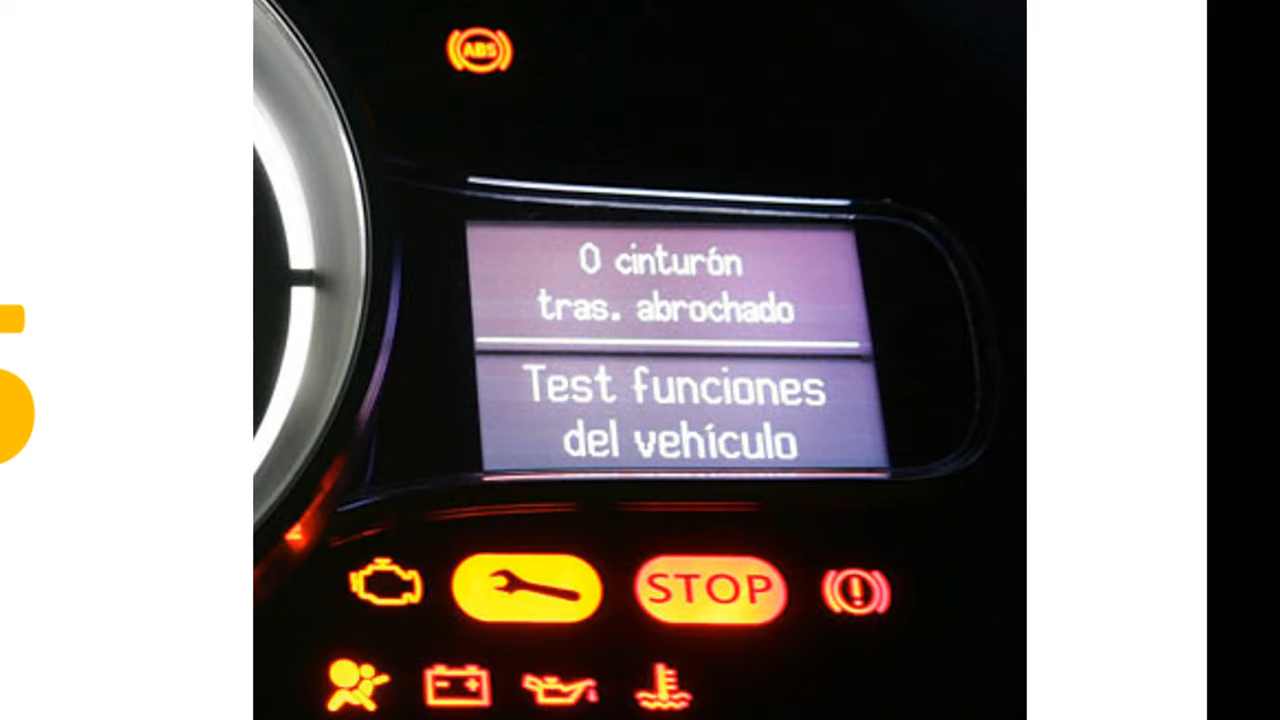 ABS
0 cinturón
tras. abrochado
Test funciones
del vehículo
STOP